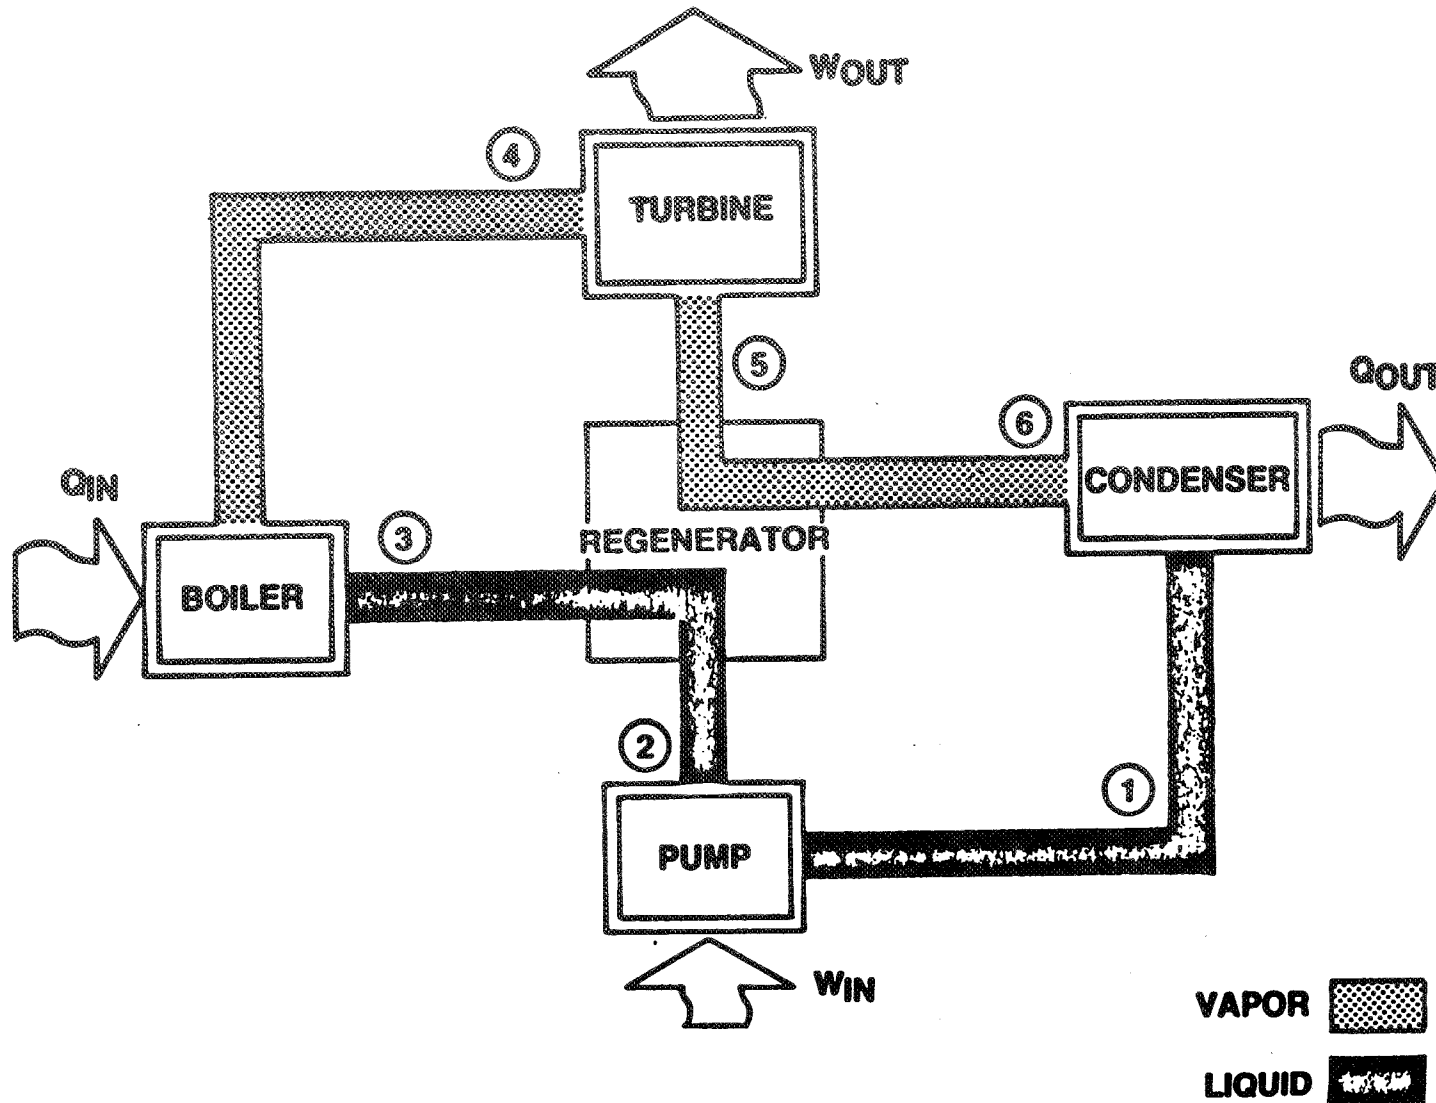 WOUT
4
TURBINE
5
QOUT
6
CONDENSER
QIN
3
REGENERATOR
BOILER
2
1
PUMP
WIN
VAPOR
LIQUID